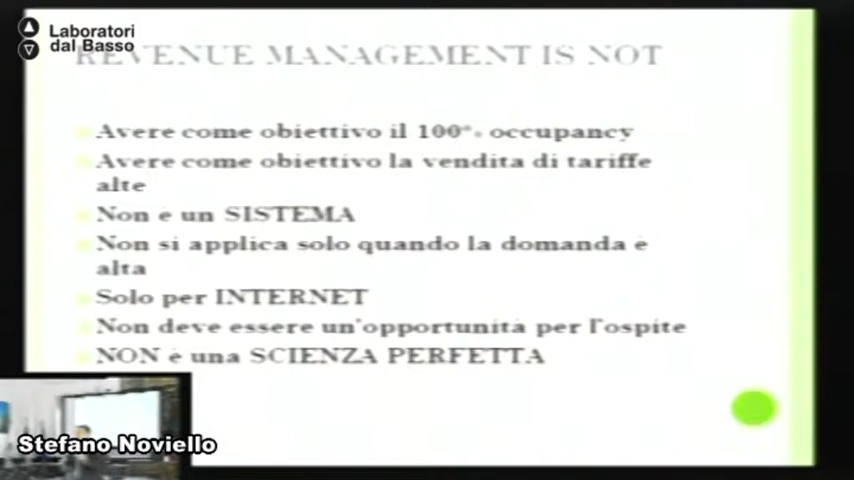 Laboratori
dal Basso
REVENUE MANAGEMENT IS NOT
Avere come obiettivo il 100% occupancy
Avere come obiettivo la vendita di tariffe
alte
Non è un SISTEMA
Non si applica solo quando la domanda è
alta
Solo per INTERNET
Non deve essere un'opportunità per l'ospite
NON è una SCIENZA PERFETTA
Stefano Noviello